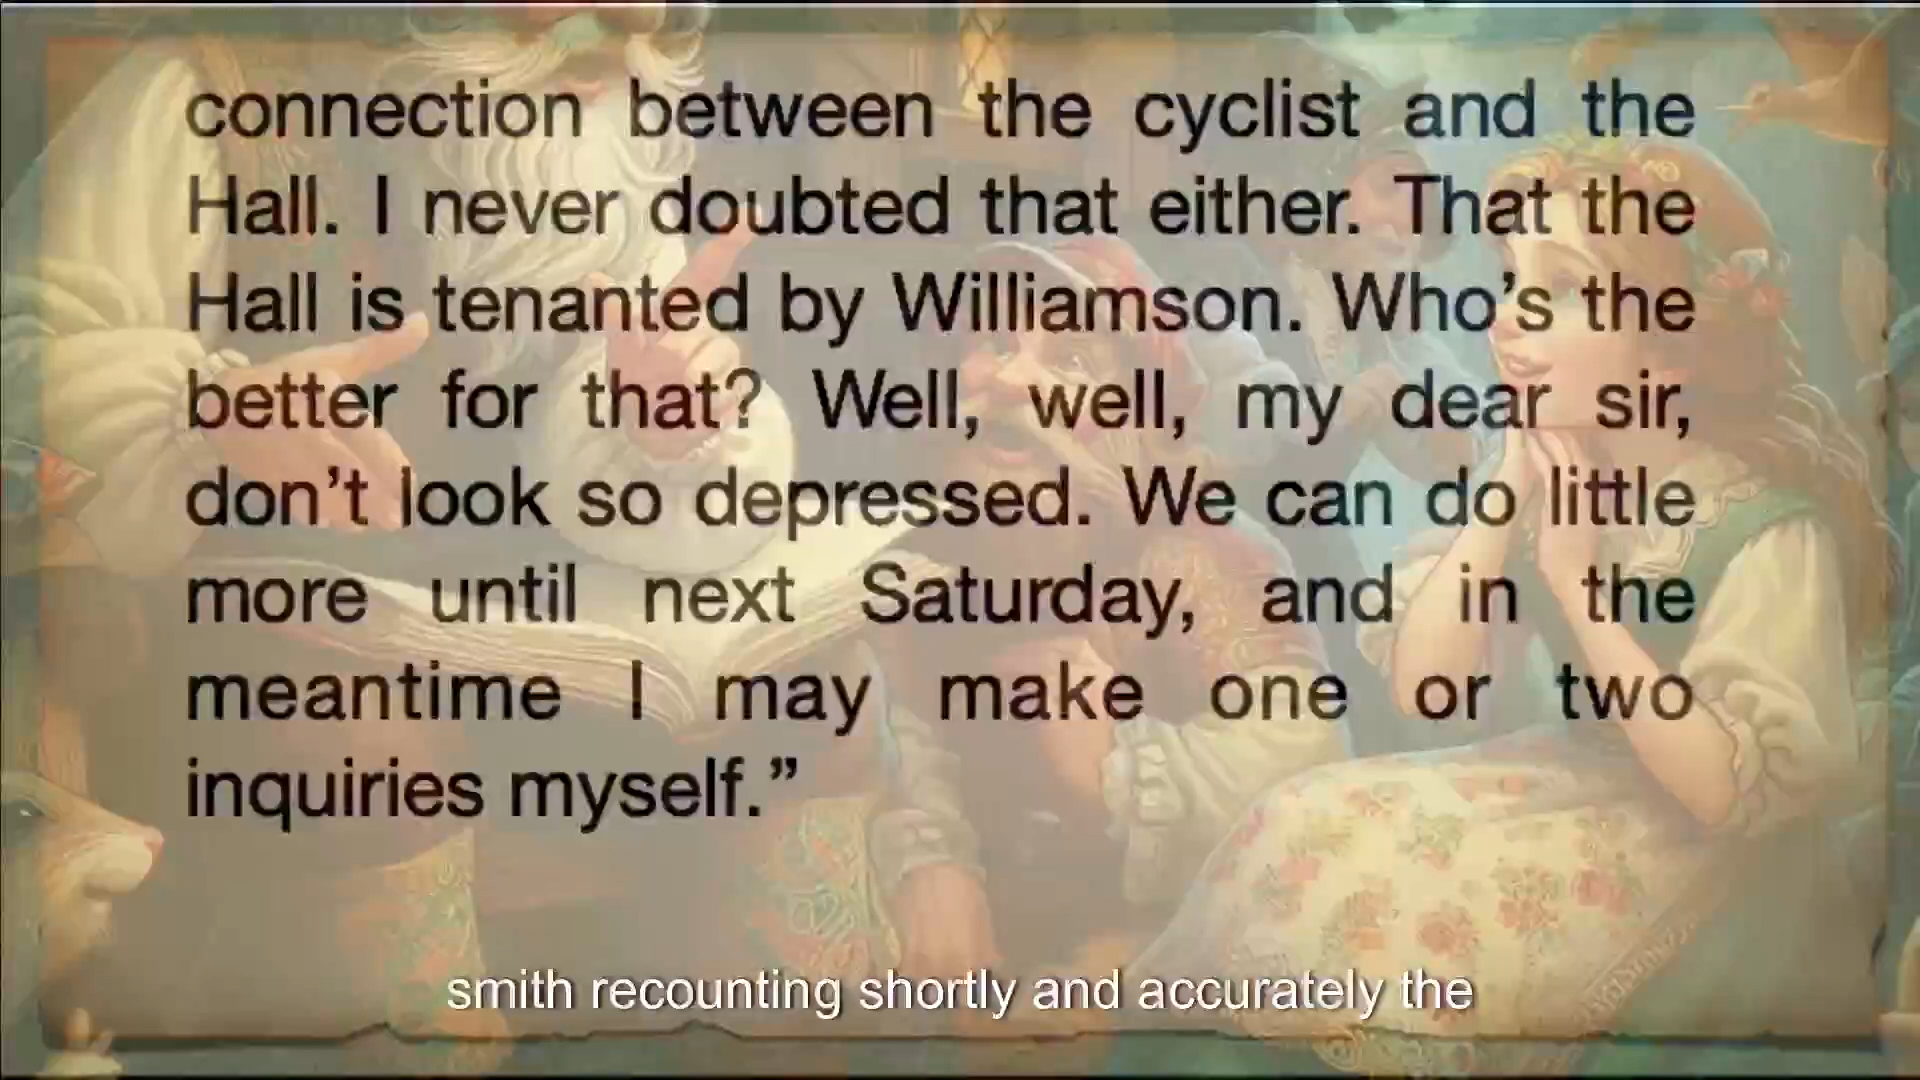 connection between the cyclist and the
Hall. I never doubted that either. That the
Hall is tenanted by Williamson. Who’s the
better for that? Well, well, my dear sir,
don’t look so depressed. We can do little
more until next Saturday, and in the
meantime I may make one or two
inquiries myself.”
smith recounting shortly and accurately the